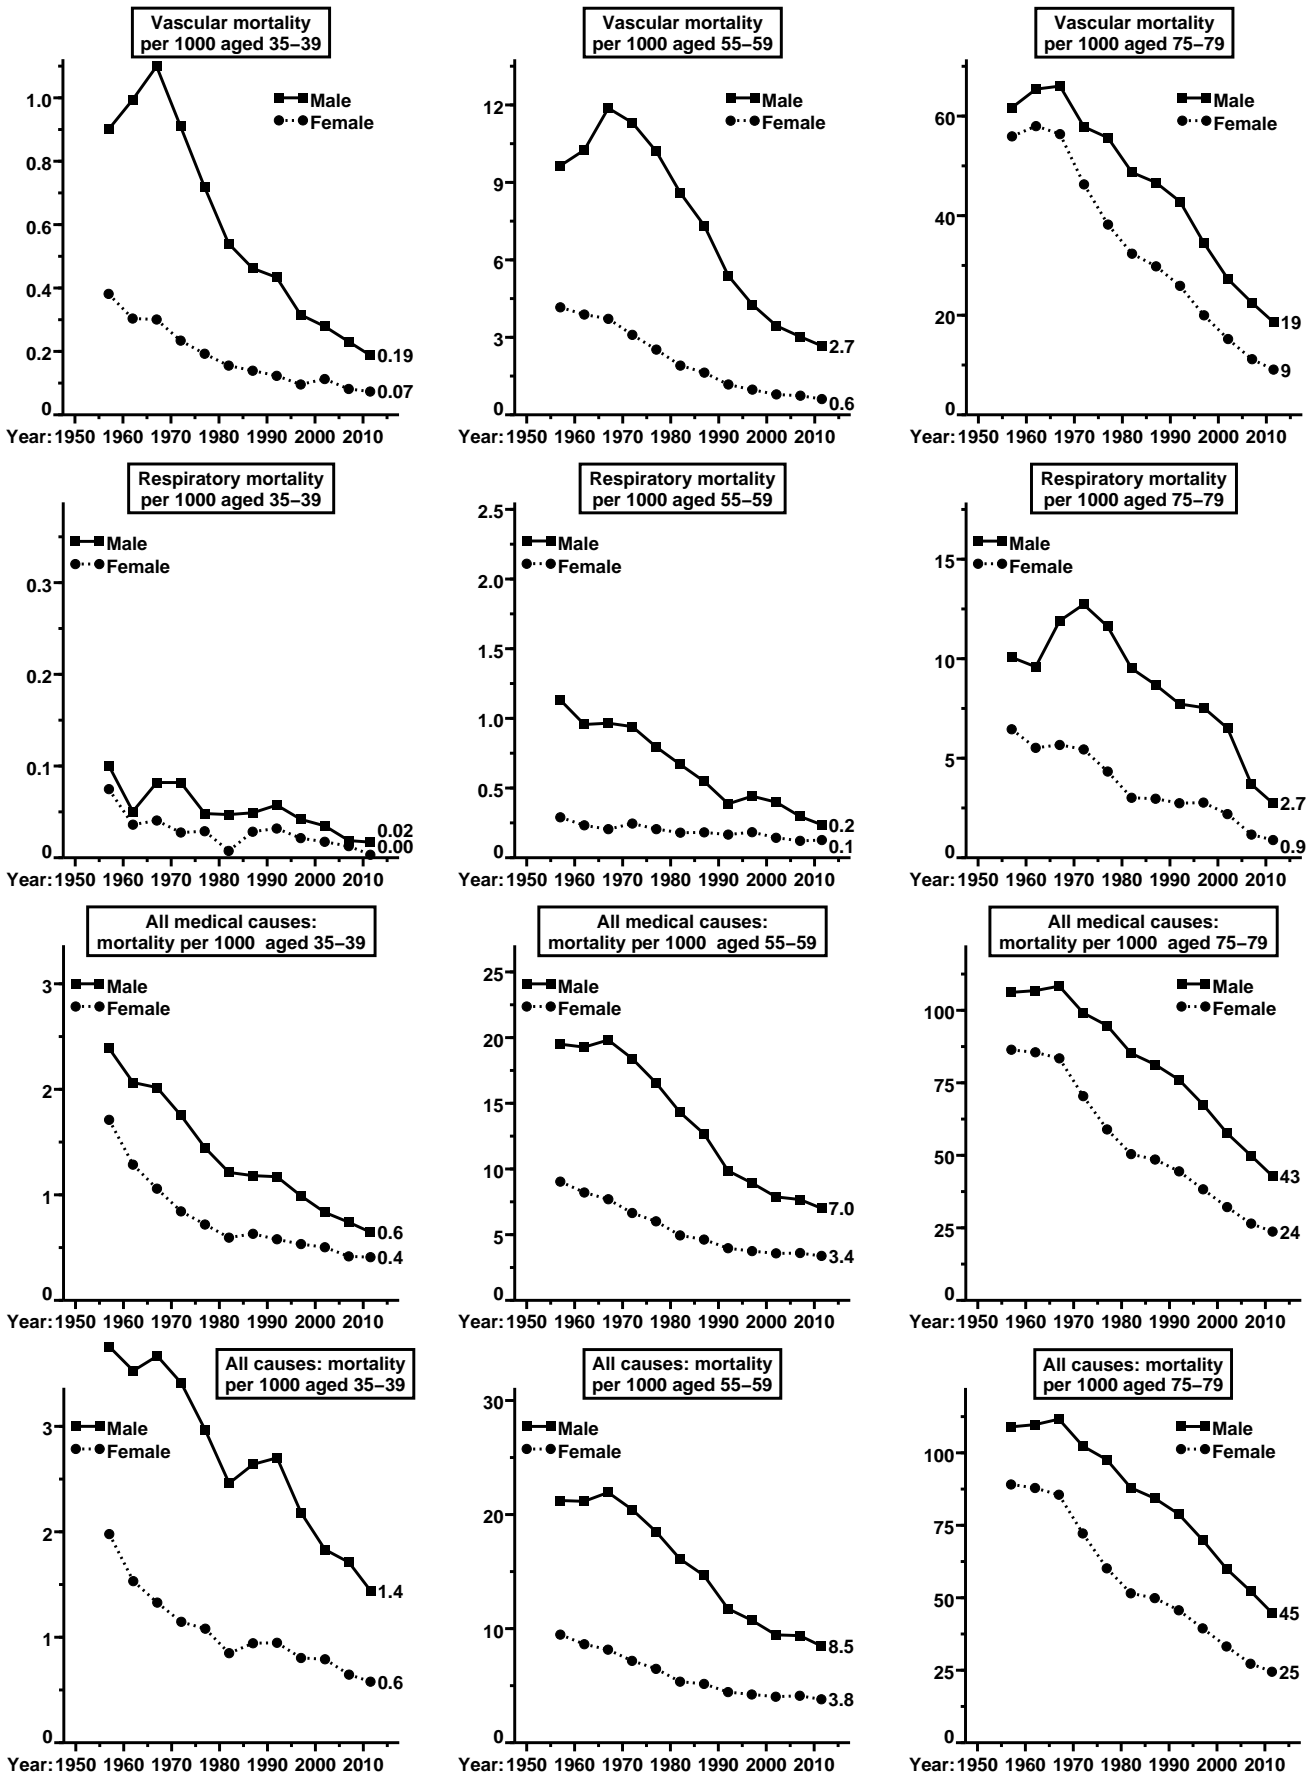 Vascular mortality
per 1000 aged 35–39
1.0
0.8
0.6
0.4
0.2
0
Male
Female
0.19
0.07
Year: 1950 1960 1970 1980 1990 2000 2010
Vascular mortality
per 1000 aged 55–59
12
9
6
3
0
Male
Female
2.7
0.6
Year: 1950 1960 1970 1980 1990 2000 2010
Vascular mortality
per 1000 aged 75–79
60
40
20
0
Male
Female
19
9
Year: 1950 1960 1970 1980 1990 2000 2010
Respiratory mortality
per 1000 aged 35–39
Male
Female
0.3
0.2
0.1
0
0.02
0.00
Year: 1950 1960 1970 1980 1990 2000 2010
Respiratory mortality
per 1000 aged 55–59
2.5
Male
Female
2.0
1.5
1.0
0.5
0
0.2
0.1
Year: 1950 1960 1970 1980 1990 2000 2010
Respiratory mortality
per 1000 aged 75–79
Male
Female
15
10
5
0
2.7
0.9
Year: 1950 1960 1970 1980 1990 2000 2010
All medical causes:
mortality per 1000 aged 35–39
3
Male
Female
2
1
0
0.6
0.4
Year: 1950 1960 1970 1980 1990 2000 2010
All medical causes:
mortality per 1000 aged 55–59
25
Male
Female
20
15
10
5
0
7.0
3.4
Year: 1950 1960 1970 1980 1990 2000 2010
All medical causes:
mortality per 1000 aged 75–79
Male
Female
100
75
50
25
0
43
24
Year: 1950 1960 1970 1980 1990 2000 2010
All causes: mortality
per 1000 aged 35–39
3
Male
Female
2
1
0
1.4
0.6
Year: 1950 1960 1970 1980 1990 2000 2010
All causes: mortality
per 1000 aged 55–59
30
Male
Female
20
10
0
8.5
3.8
Year: 1950 1960 1970 1980 1990 2000 2010
All causes: mortality
per 1000 aged 75–79
Male
Female
100
75
50
25
0
45
25
Year: 1950 1960 1970 1980 1990 2000 2010